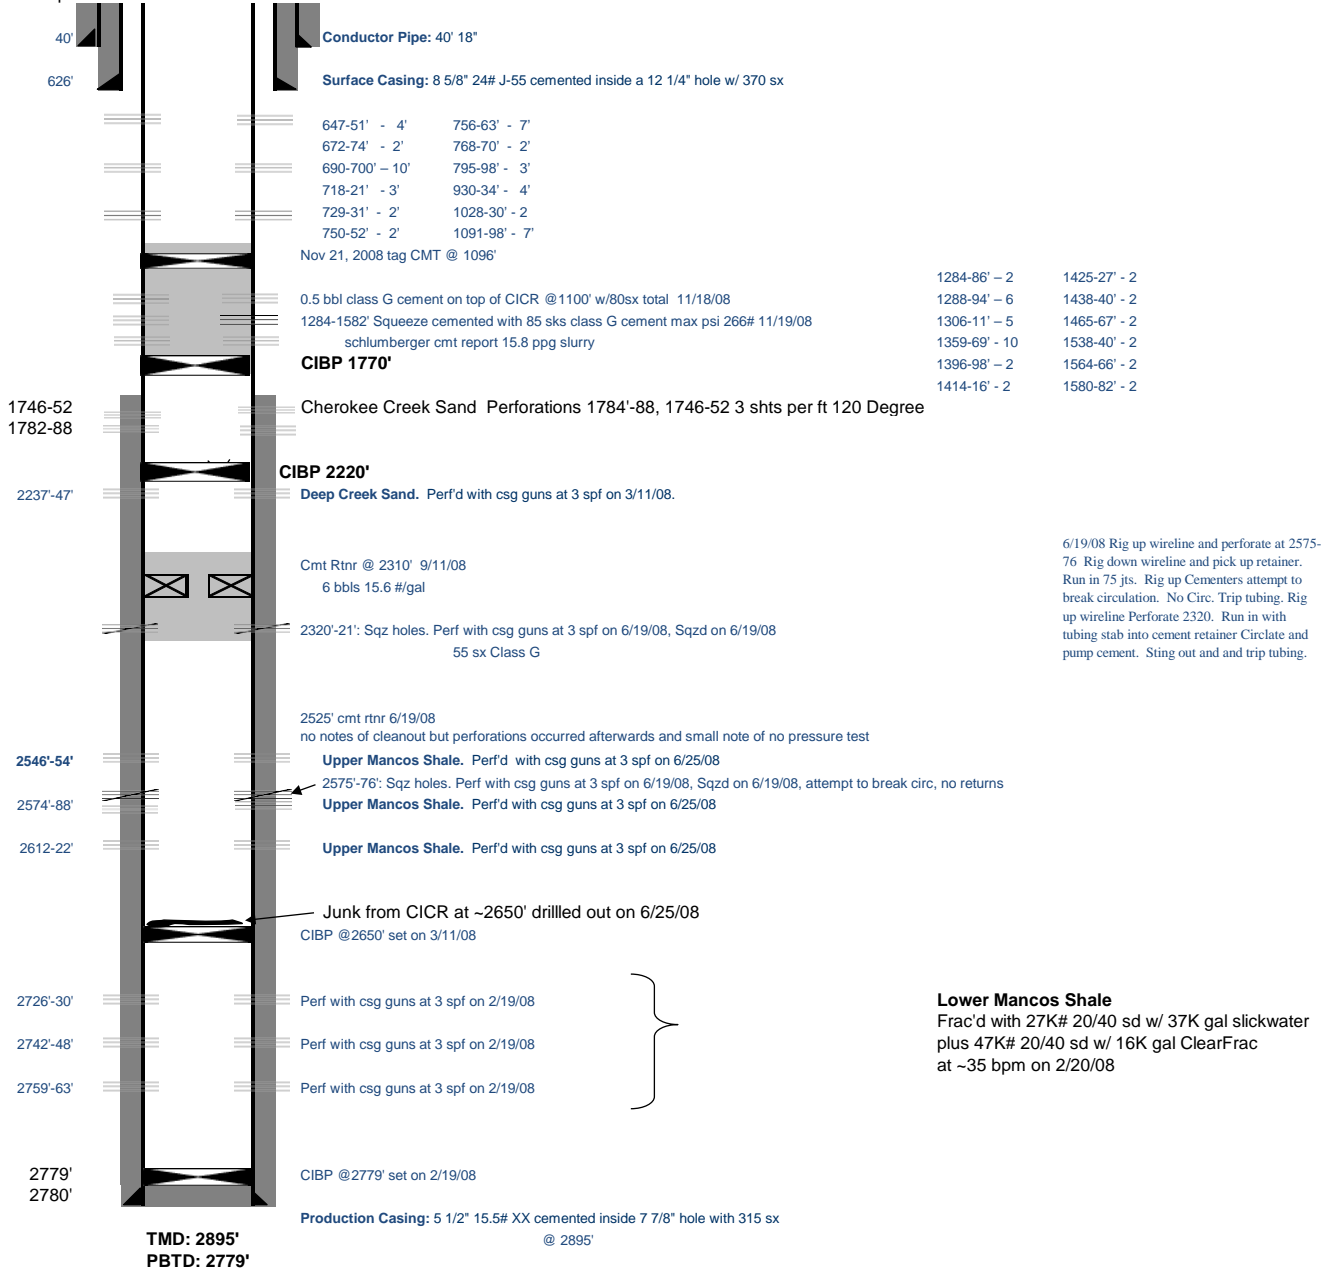 40' Conductor Pipe: 40' 18"
626' Surface Casing: 8 5/8" 24# J-55 cemented inside a 12 1/4" hole w/ 370 sx
647-51' - 4' 756-63' - 7'
672-74' - 2' 768-70' - 2'
690-700' – 10' 795-98' - 3'
718-21' - 3' 930-34' - 4'
729-31' - 2' 1028-30' - 2
750-52' - 2' 1091-98' - 7'
Nov 21, 2008 tag CMT @ 1096'
1284-86' – 2 1425-27' - 2
0.5 bbl class G cement on top of CICR @1100' w/80sx total 11/18/08 1288-94' – 6 1438-40' - 2
1284-1582' Squeeze cemented with 85 sks class G cement max psi 266# 11/19/08 1306-11' – 5 1465-67' - 2
schlumberger cmt report 15.8 ppg slurry 1359-69' - 10 1538-40' - 2
CIBP 1770' 1396-98' – 2 1564-66' - 2
1414-16' - 2 1580-82' - 2
1746-52 Cherokee Creek Sand Perforations 1784'-88, 1746-52 3 shts per ft 120 Degree
1782-88
CIBP 2220'
2237'-47' Deep Creek Sand. Perf'd with csg guns at 3 spf on 3/11/08.
6/19/08 Rig up wireline and perforate at 2575-
76 Rig down wireline and pick up retainer.
Run in 75 jts. Rig up Cementers attempt to
break circulation. No Circ. Trip tubing. Rig
up wireline Perforate 2320. Run in with
tubing stab into cement retainer Circlate and
pump cement. Sting out and and trip tubing.
Cmt Rtnr @ 2310' 9/11/08
6 bbls 15.6 #/gal
2320'-21': Sqz holes. Perf with csg guns at 3 spf on 6/19/08, Sqzd on 6/19/08
55 sx Class G
2525' cmt rtnr 6/19/08
no notes of cleanout but perforations occurred afterwards and small note of no pressure test
2546'-54' Upper Mancos Shale. Perf'd with csg guns at 3 spf on 6/25/08
2575'-76': Sqz holes. Perf with csg guns at 3 spf on 6/19/08, Sqzd on 6/19/08, attempt to break circ, no returns
2574'-88' Upper Mancos Shale. Perf'd with csg guns at 3 spf on 6/25/08
2612-22' Upper Mancos Shale. Perf'd with csg guns at 3 spf on 6/25/08
Junk from CICR at ~2650' drillled out on 6/25/08
CIBP @2650' set on 3/11/08
2726'-30' Perf with csg guns at 3 spf on 2/19/08
2742'-48' Perf with csg guns at 3 spf on 2/19/08
2759'-63' Perf with csg guns at 3 spf on 2/19/08
Lower Mancos Shale
Frac'd with 27K# 20/40 sd w/ 37K gal slickwater
plus 47K# 20/40 sd w/ 16K gal ClearFrac
at ~35 bpm on 2/20/08
2779' CIBP @2779' set on 2/19/08
2780'
Production Casing: 5 1/2" 15.5# XX cemented inside 7 7/8" hole with 315 sx
@ 2895'
TMD: 2895'
PBTD: 2779'